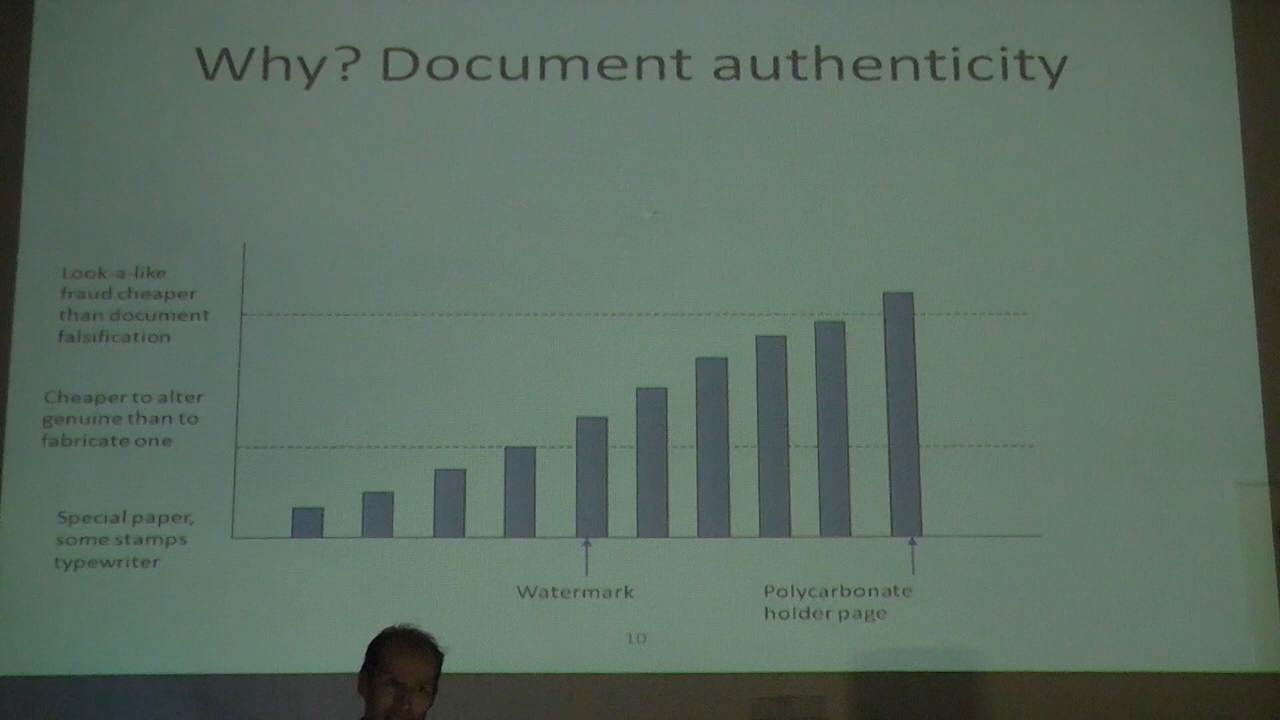 Why? Document authenticity
Look-a-like
fraud cheaper
than document
falsification
Cheaper to alter
genuine than to
fabricate one
Special paper,
some stamps
typewriter
Watermark
Polycarbonate
holder page
10